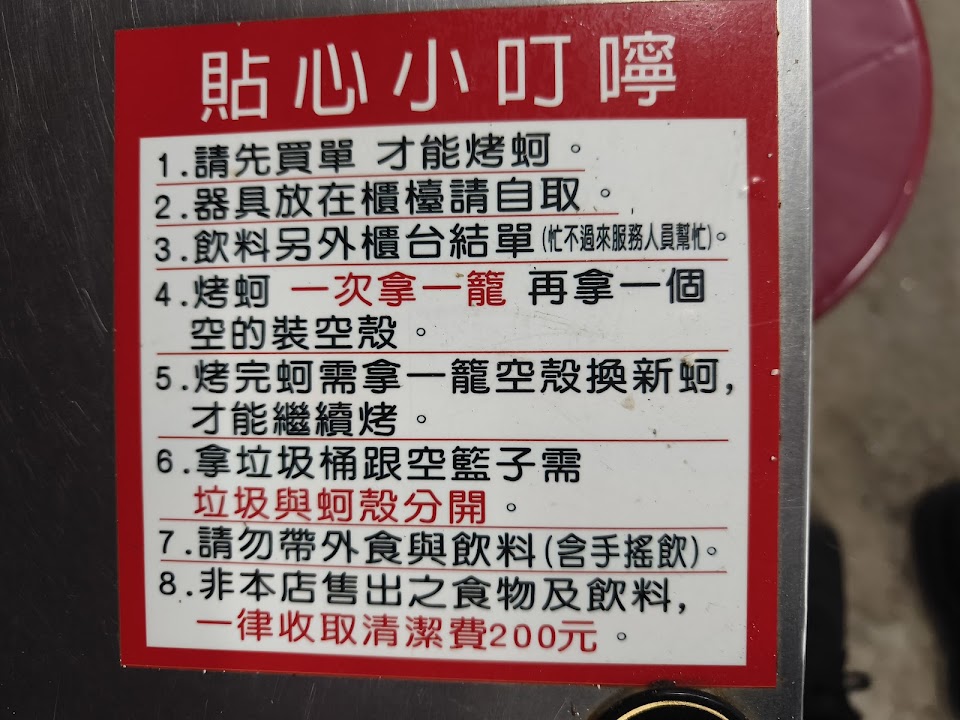 貼心小叮嚀
1.請先買單 才能烤蚵。
2.器具放在櫃檯請自取。
3.飲料另外櫃台結單(忙不過來服務人員幫忙)。
4.烤蚵 一次拿一籠 再拿一個
空的裝空殼。
5.烤完蚵需拿一籠空殼換新蚵,
才能繼續烤。
6.拿垃圾桶跟空籃子需
垃圾與蚵殼分開。
7.請勿帶外食與飲料(含手搖飲)。
8.非本店售出之食物及飲料,
一律收取清潔費200元。